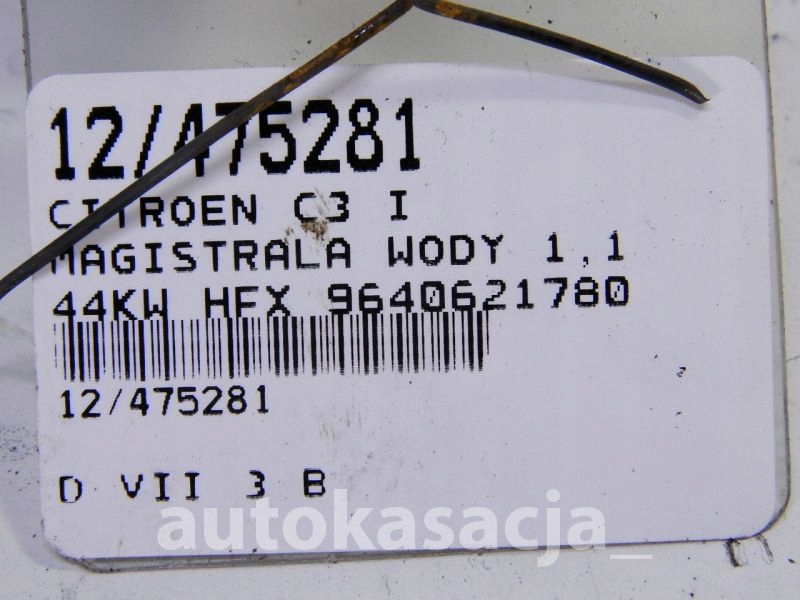 12/475281
CITROEN C3 I
MAGISTRALA WODY 1,1
44KW HFX 9640621780
12/475281
D VII 3 B
autokasacja_